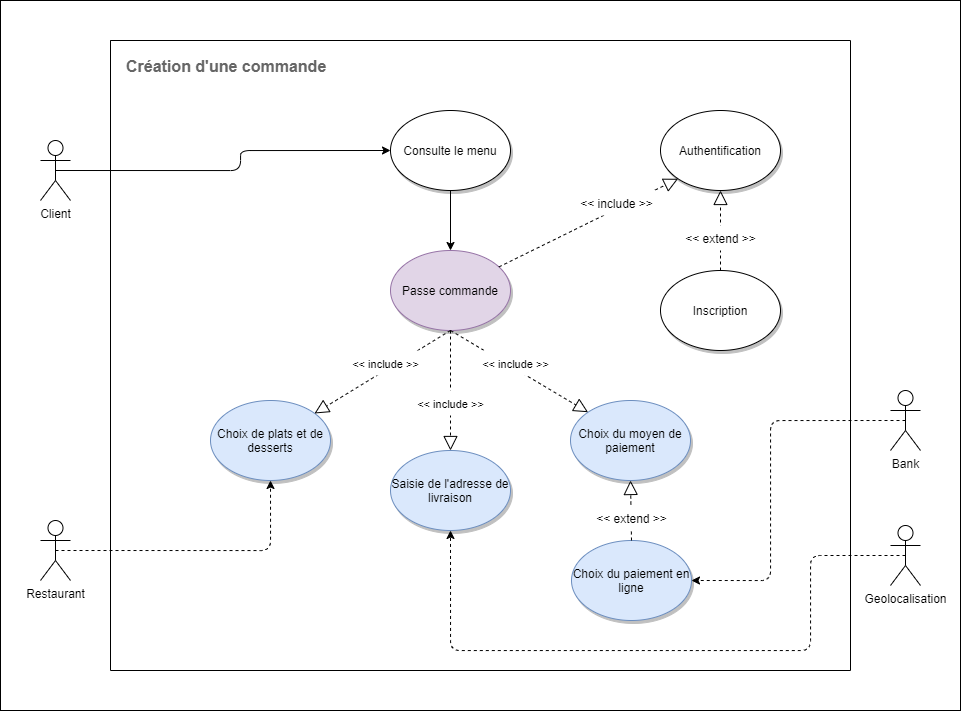 Création d'une commande
Consulte le menu
Authentification
Client
<< include >>
<< extend >>
Passe commande
Inscription
<< include >>
<< include >>
<< include >>
Choix de plats et de
desserts
Choix du moyen de
paiement
Bank
Saisie de l'adresse de
livraison
<< extend >>
Choix du paiement en
ligne
Restaurant
Geolocalisation